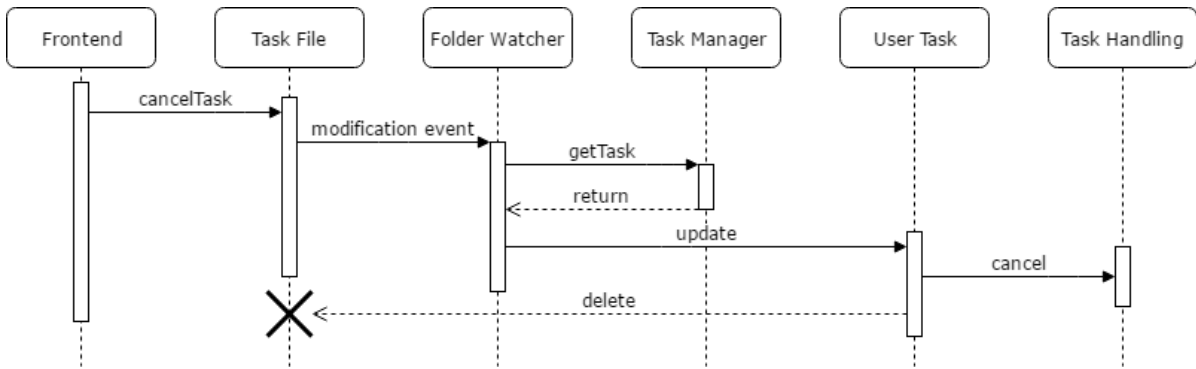 Frontend
Task File
Folder Watcher
Task Manager
User Task
Task Handling
cancelTask
modification event
getTask
return
update
cancel
delete